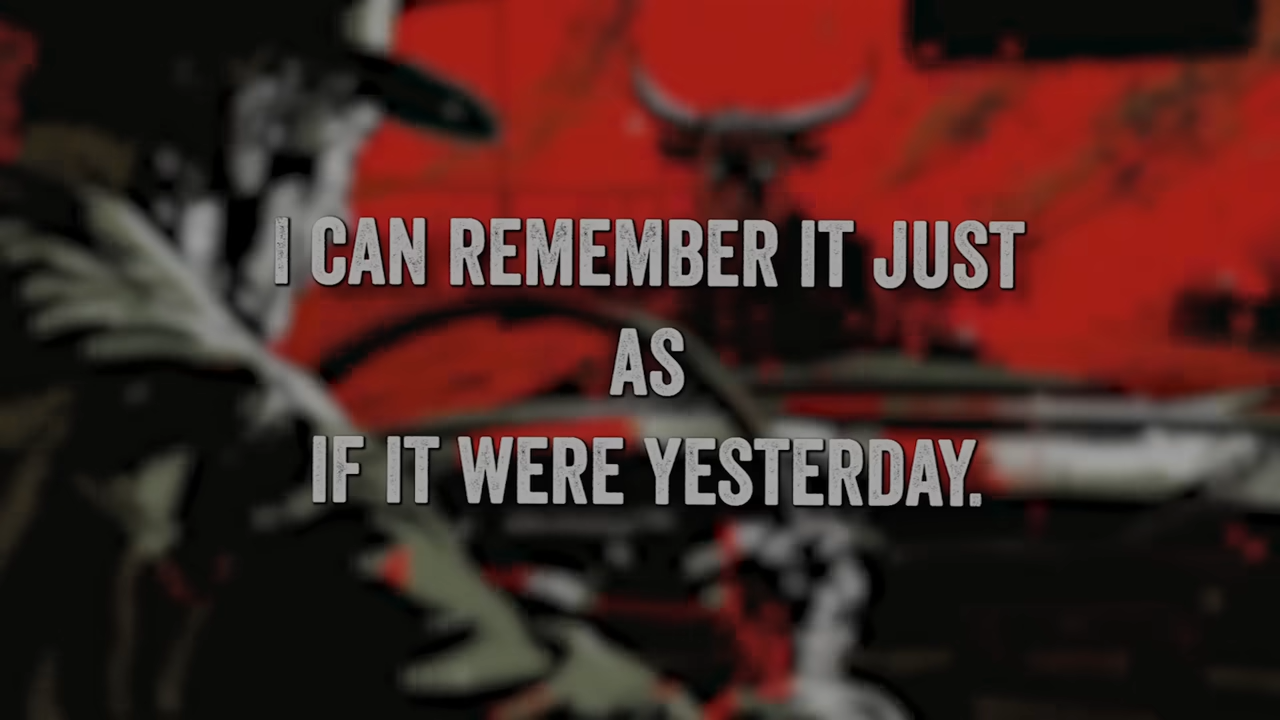 I CAN REMEMBER IT JUST
AS
IF IT WERE YESTERDAY.